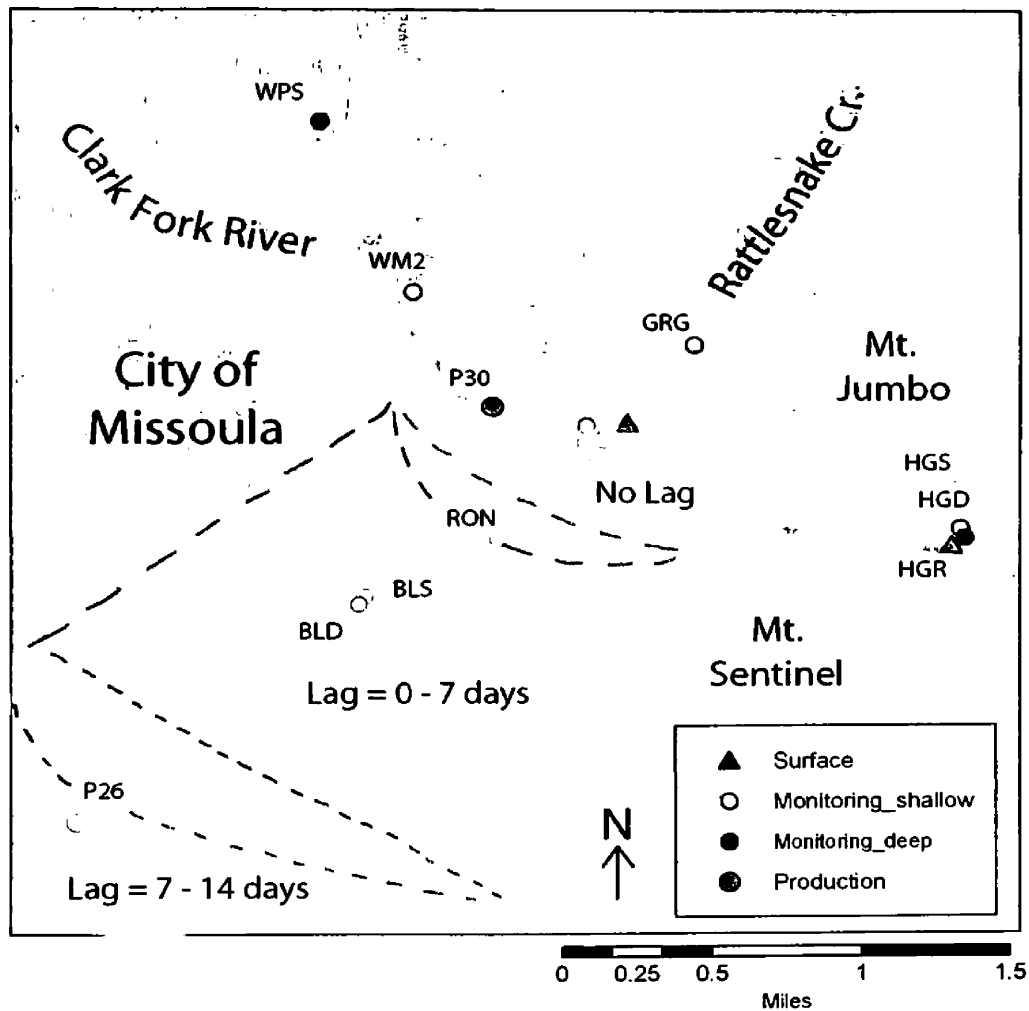 WPS
Clark Fork River
WM2
Rattlesnake Cr.
GRG
City of
Missoula
P30
Mt.
Jumbo
No Lag
HGS
HGD
HGR
RON
BLS
BLD
Mt.
Sentinel
Lag = 0 - 7 days
P26
Lag = 7 - 14 days
N
Surface
Monitoring_shallow
Monitoring_deep
Production
0 0.25 0.5 1 1.5
Miles